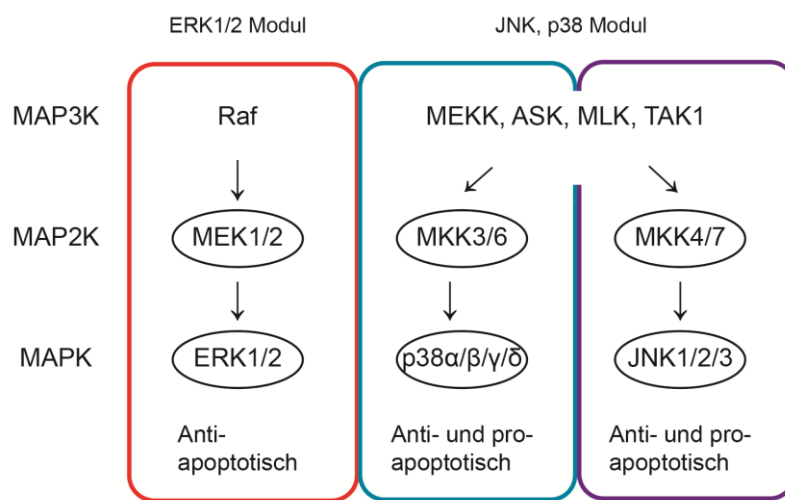 ERK1/2 Modul
JNK, p38 Modul
MAP3K
Raf
MEKK, ASK, MLK, TAK1
MAP2K
MEK1/2
MKK3/6
MKK4/7
MAPK
ERK1/2
p38α/β/γ/δ
JNK1/2/3
Anti-
apoptotisch
Anti- und pro-
apoptotisch
Anti- und pro-
apoptotisch